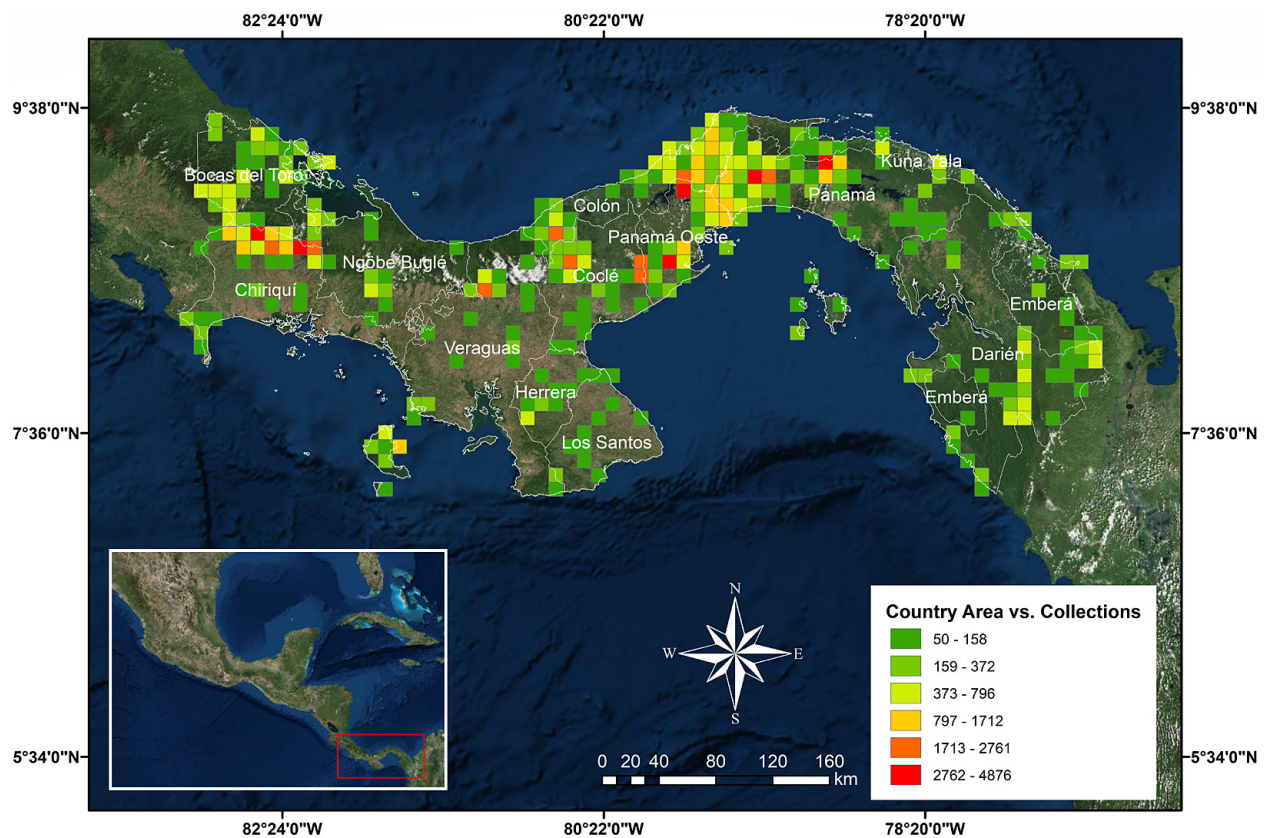 82°24'0"W 80°22'0"W 78°20'0"W
9°38'0"N 9°38'0"N
Kuna Yala
Bocas del Toro
Panamá
Colón
Panamá Oeste
Ngöbe Buglé
Coclé
Chiriquí
Emberá
Veraguas
Darién
Herrera
Emberá
7°36'0"N 7°36'0"N
Los Santos
N
W E
S
Country Area vs. Collections
50 - 158
159 - 372
373 - 796
797 - 1712
1713 - 2761
2762 - 4876
5°34'0"N 5°34'0"N
0 20 40 80 120 160
km
82°24'0"W 80°22'0"W 78°20'0"W